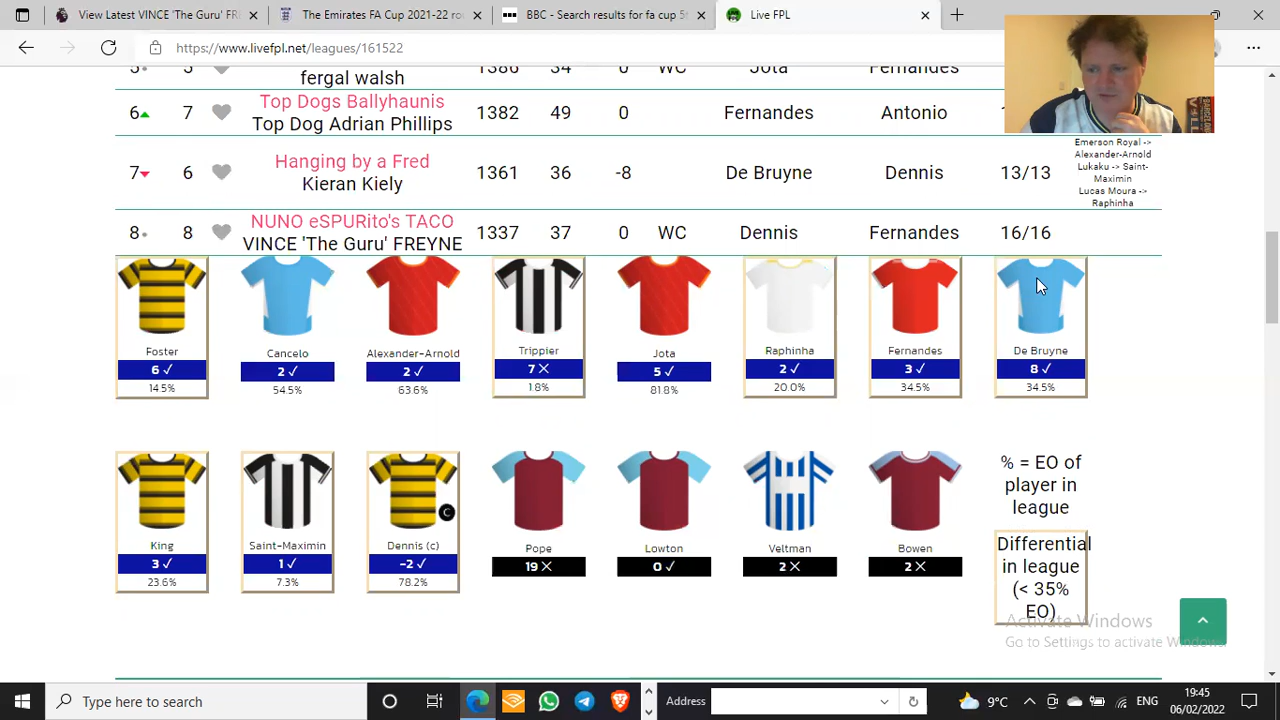 View Latest VINCE 'The Guru' FR
The Emirates FA Cup 2021-22 ro
BBC - Search results for fa cup 5
Live FPL
https://www.livefpl.net/leagues/161522
fergal walsh 1386 34 0 WC Jota Fernandes
6 7 Top Dogs Ballyhaunis 1382 49 0 Fernandes Antonio
Top Dog Adrian Phillips
7 6 Hanging by a Fred 1361 36 -8 De Bruyne Dennis 13/13
Kieran Kiely
Emerson Royal ->
Alexander-Arnold
Lukaku -> Saint-
Maximin
Lucas Moura ->
Raphinha
8 8 NUNO eSPURito's TACO 1337 37 0 WC Dennis Fernandes 16/16
VINCE 'The Guru' FREYNE
Foster Cancelo Alexander-Arnold Trippier Jota Raphinha Fernandes De Bruyne
6 ✓ 2 ✓ 2 ✓ 7 ✕ 5 ✓ 2 ✓ 3 ✓ 8 ✓
14.5% 54.5% 63.6% 1.8% 81.8% 20.0% 34.5% 34.5%
C
King Saint-Maximin Dennis (c) Pope Lowton Veltman Bowen
3 ✓ 1 ✓ -2 ✓ 19 ✕ 0 ✓ 2 ✕ 2 ✕
23.6% 7.3% 78.2%
% = EO of
player in
league
Differential
in league
(< 35%
EO)
Activate Windows
Go to Settings to activate Windows.
Type here to search
Address
9°C
ENG
19:45
06/02/2022